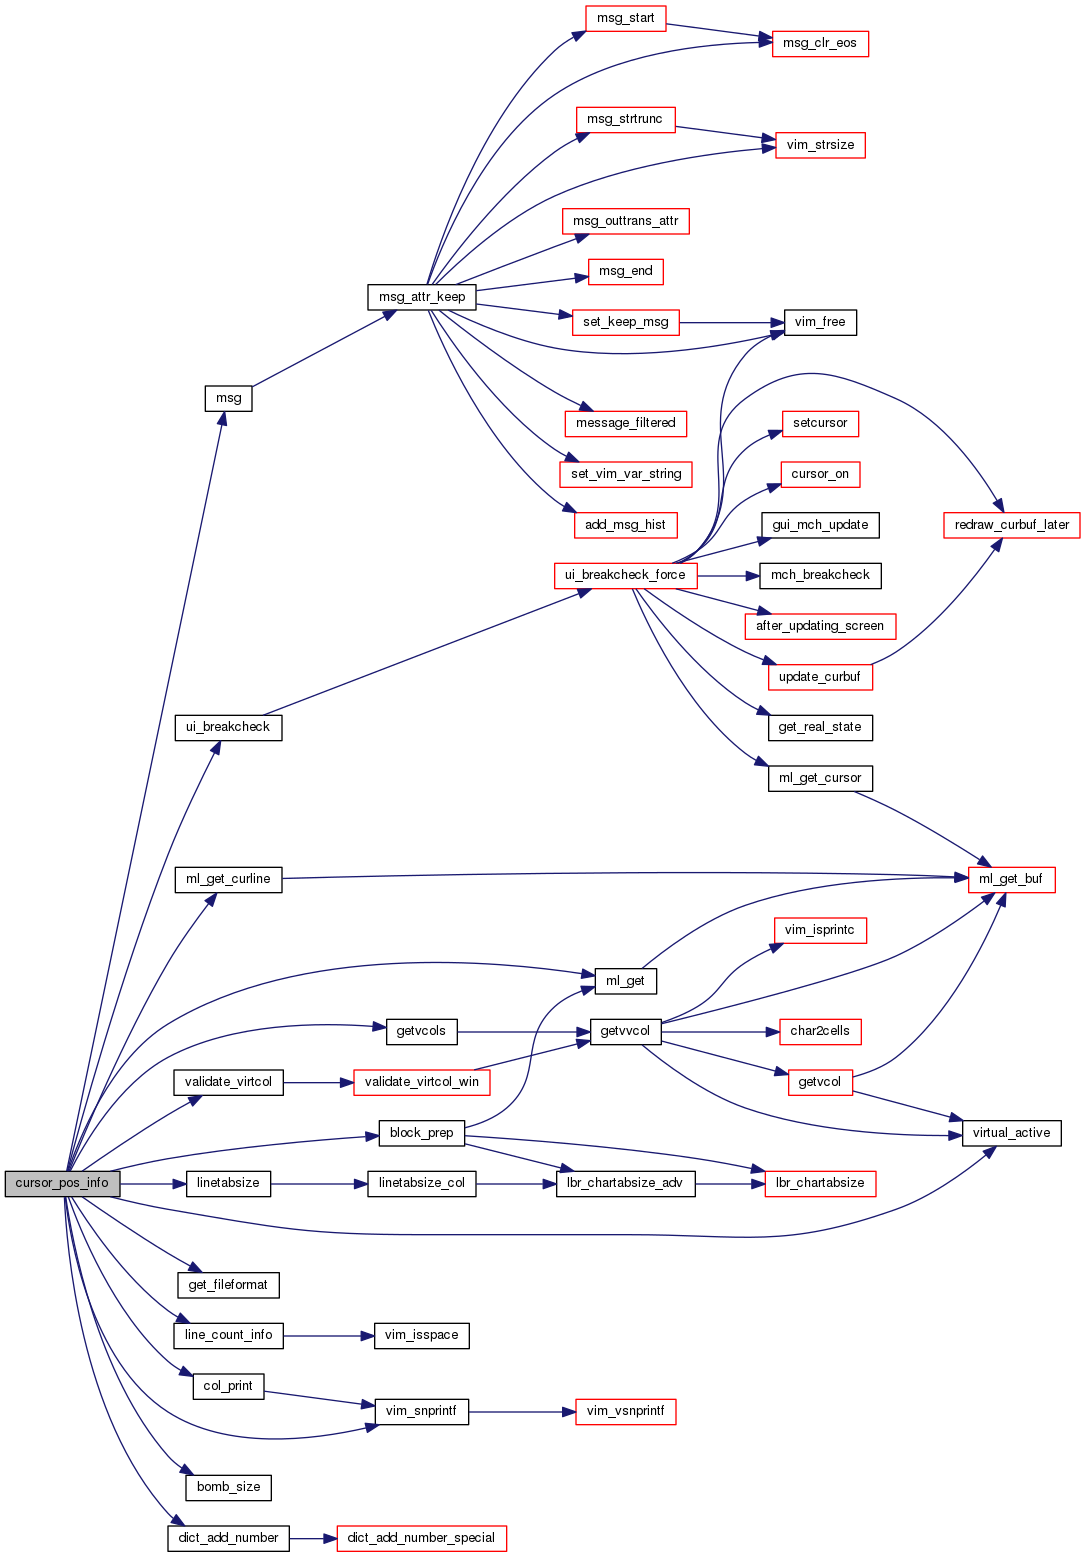 msg_start
msg_clr_eos
msg_strtrunc
vim_strsize
msg_outtrans_attr
msg_end
msg_attr_keep
set_keep_msg
vim_free
msg
message_filtered
setcursor
set_vim_var_string
cursor_on
add_msg_hist
gui_mch_update
redraw_curbuf_later
ui_breakcheck_force
mch_breakcheck
after_updating_screen
update_curbuf
ui_breakcheck
get_real_state
ml_get_cursor
ml_get_curline
ml_get_buf
vim_isprintc
ml_get
getvcols
getvvcol
char2cells
validate_virtcol
validate_virtcol_win
getvcol
block_prep
virtual_active
cursor_pos_info
linetabsize
linetabsize_col
lbr_chartabsize_adv
lbr_chartabsize
get_fileformat
line_count_info
vim_isspace
col_print
vim_snprintf
vim_vsnprintf
bomb_size
dict_add_number
dict_add_number_special